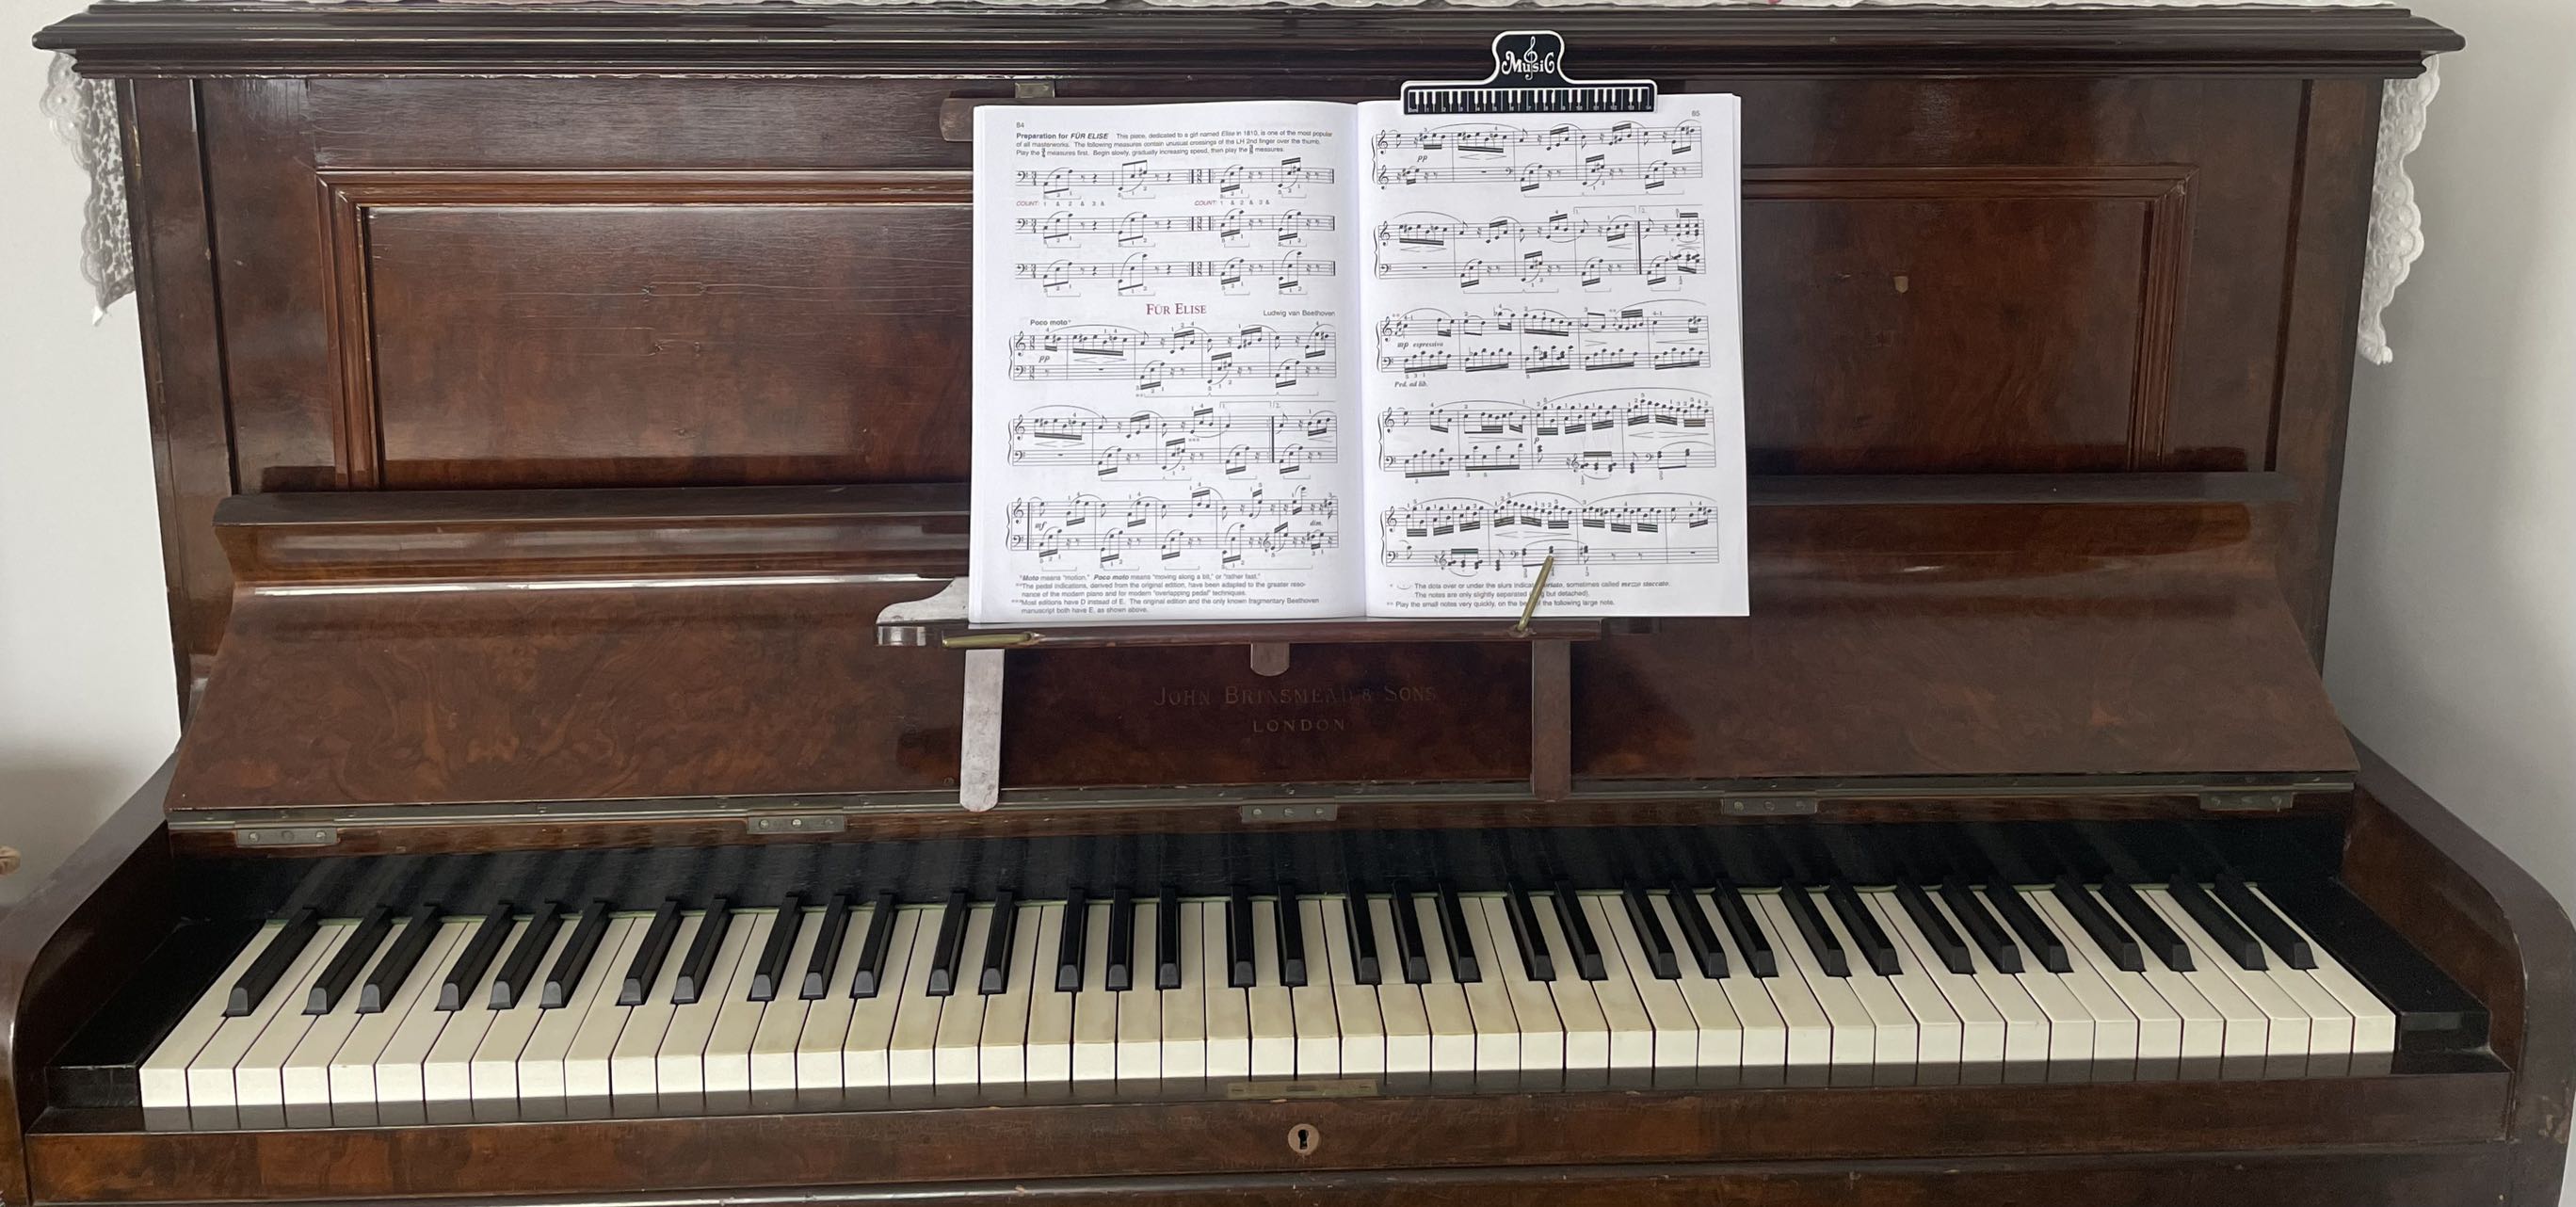 MusiC
84
Preparation for FÜR ELISE This piece, dedicated to a girl named Elise in 1810, is one of the most popular
of all masterworks. The following measures contain unusual crossings of the LH 2nd finger over the thumb.
Play the 3/4 measures first. Begin slowly, gradually increasing speed, then play the 3/8 measures.
COUNT: 1 & 2 & 3 &
COUNT: 1 & 2 & 3 &
FÜR ELISE
Ludwig van Beethoven
Poco moto*
pp
1.
2.
mf
dim.
*Moto means "motion." Poco moto means "moving along a bit," or "rather fast."
**The pedal indications, derived from the original edition, have been adapted to the greater reso-
nance of the modern piano and for modern "overlapping pedal" techniques.
***Most editions have D instead of E. The original edition and the only known fragmentary Beethoven
manuscript both have E, as shown above.
85
pp
1.
2.
mp espressivo
Ped. ad lib.
p
* The dots over or under the slurs indicate sometimes called mezzo staccato.
The notes are only slightly separated but detached).
** Play the small notes very quickly, on the of the following large note.
JOHN BRINSMEAD & SONS
LONDON